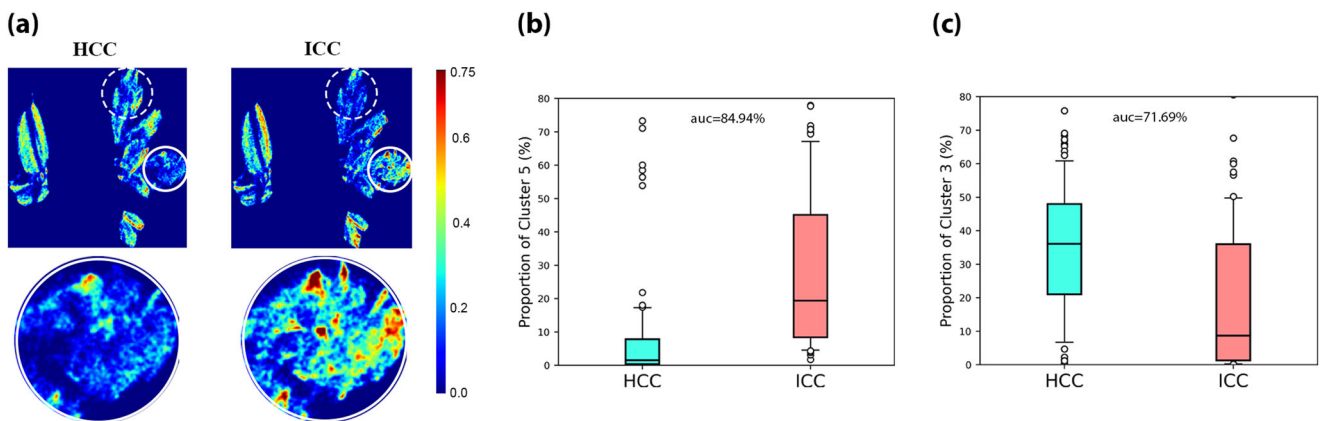 (a)
HCC
ICC
0.75
0.6
0.4
0.2
0.0
(b)
Proportion of Cluster 5 (%)
80
70
60
50
40
30
20
10
0
auc=84.94%
HCC
ICC
(c)
Proportion of Cluster 3 (%)
80
70
60
50
40
30
20
10
0
auc=71.69%
HCC
ICC